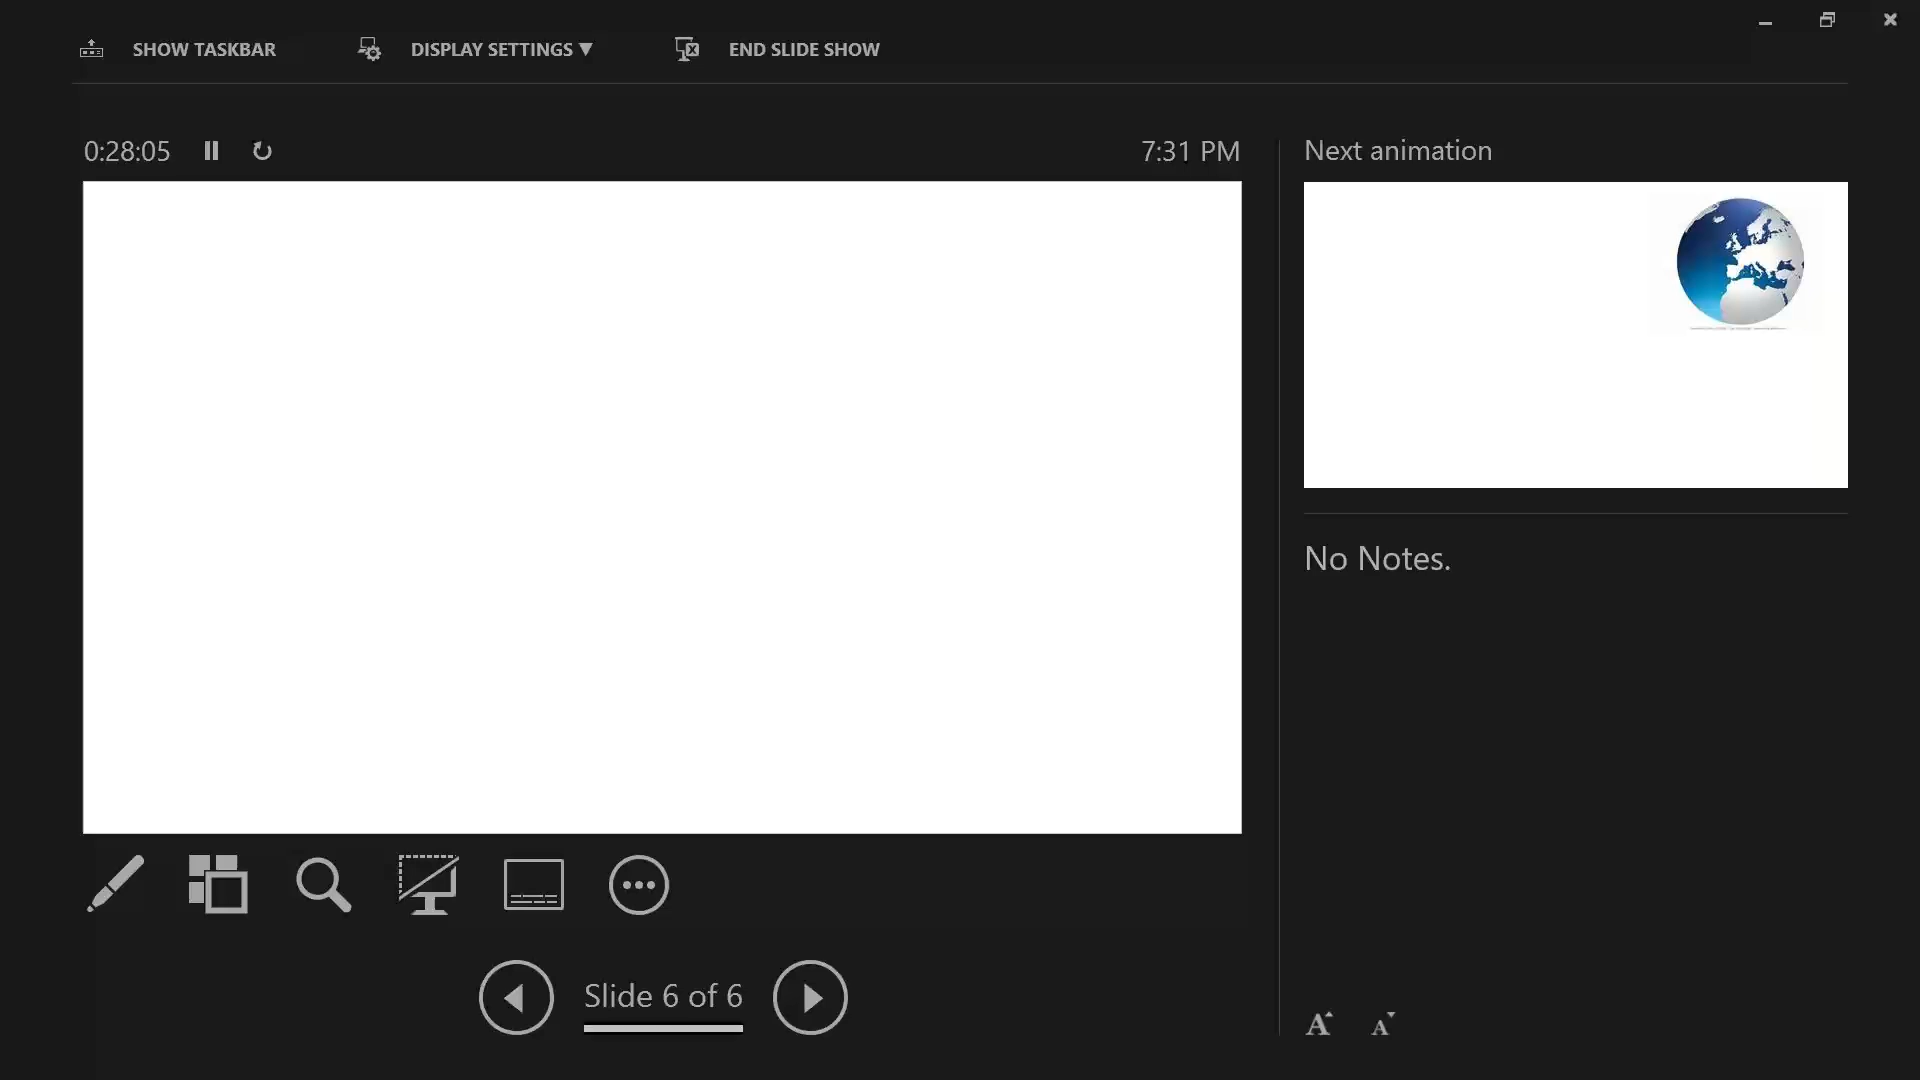 SHOW TASKBAR
DISPLAY SETTINGS ▼
END SLIDE SHOW
0:28:05
7:31 PM
Next animation
No Notes.
Slide 6 of 6
A
A